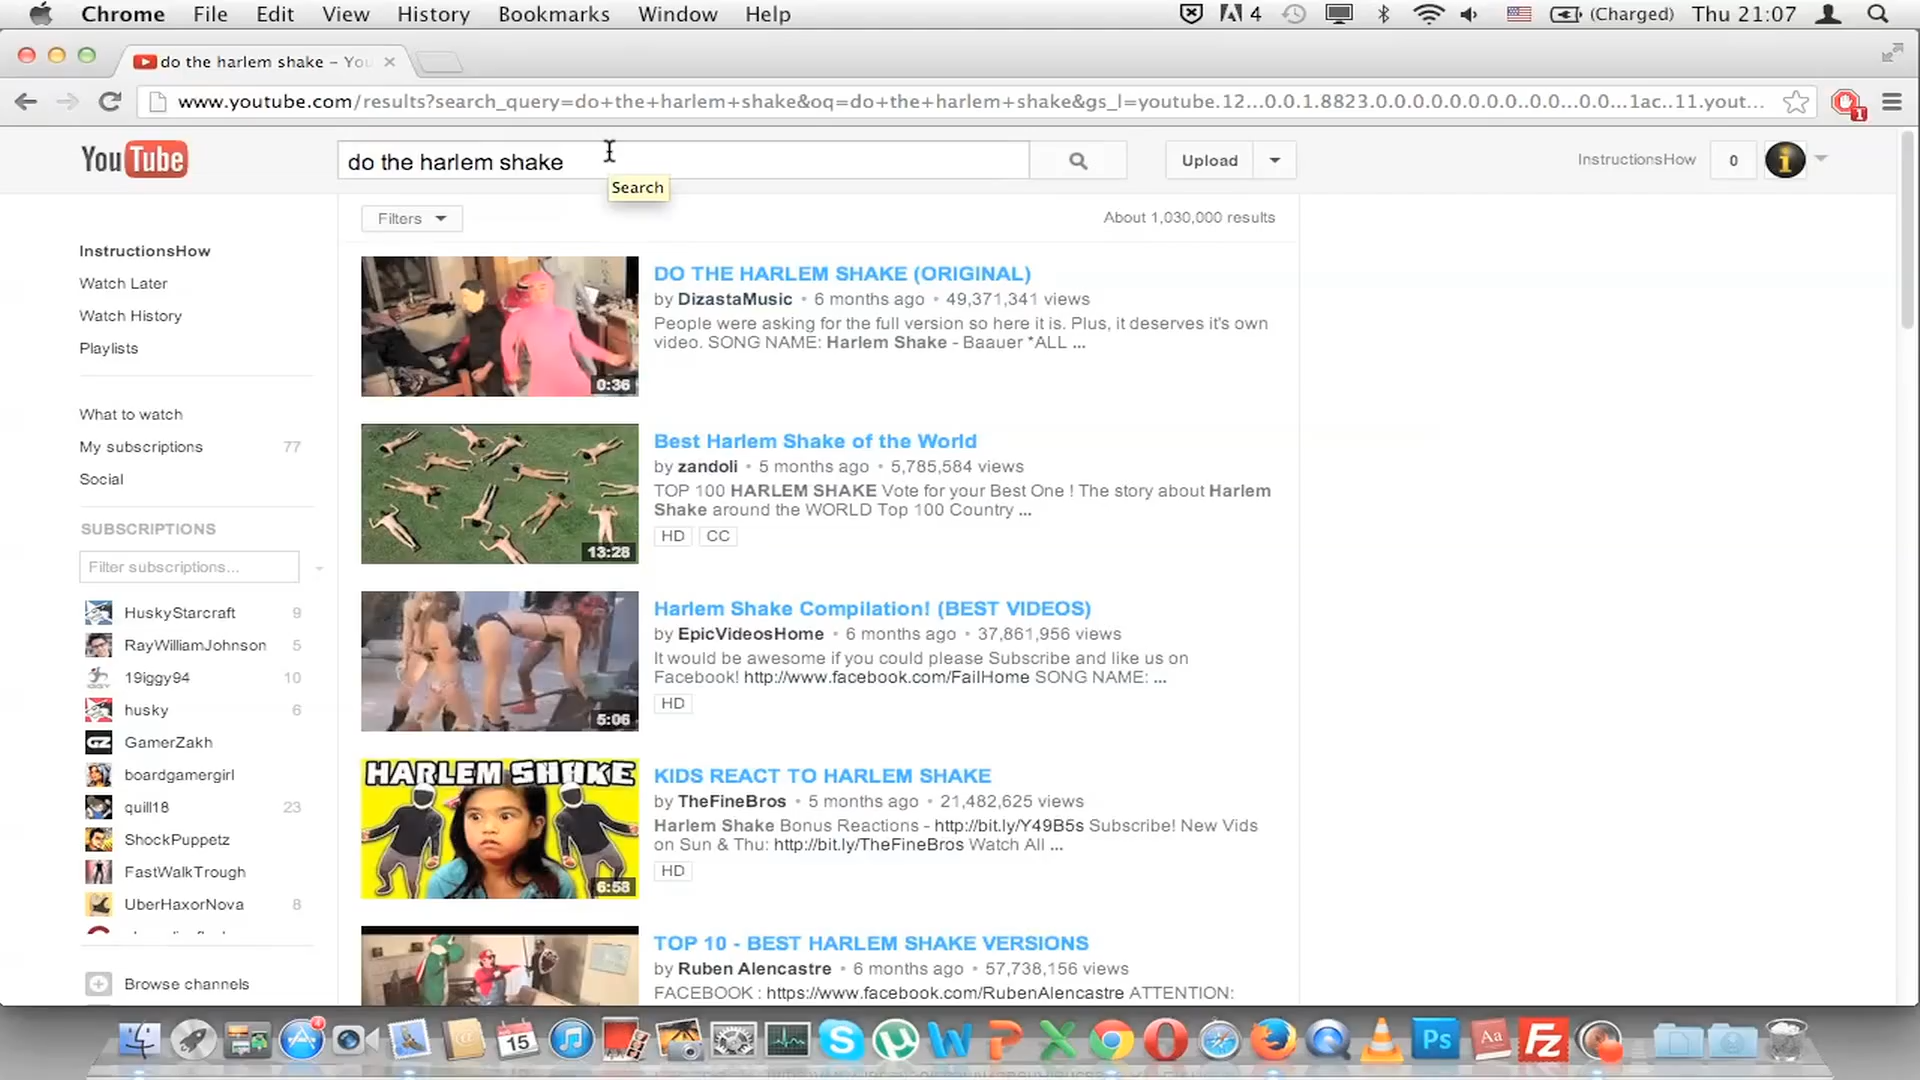 Chrome File Edit View History Bookmarks Window Help 4 (Charged) Thu 21:07
do the harlem shake – You
www.youtube.com/results?search_query=do+the+harlem+shake&oq=do+the+harlem+shake&gs_l=youtube.12...0.0.1.8823.0.0.0.0.0.0.0.0..0.0...0.0...1ac..11.yout... 1
YouTube do the harlem shake Upload InstructionsHow 0
Search
Filters About 1,030,000 results
InstructionsHow
Watch Later
Watch History
Playlists
What to watch
My subscriptions 77
Social
SUBSCRIPTIONS
Filter subscriptions...
HuskyStarcraft 9
RayWilliamJohnson 5
19iggy94 10
husky 6
GZ GamerZakh
boardgamergirl
quill18 23
ShockPuppetz
FastWalkTrough
UberHaxorNova 8
Browse channels
0:36
DO THE HARLEM SHAKE (ORIGINAL)
by DizastaMusic • 6 months ago • 49,371,341 views
People were asking for the full version so here it is. Plus, it deserves it's own
video. SONG NAME: Harlem Shake - Baauer *ALL ...
13:28
Best Harlem Shake of the World
by zandoli • 5 months ago • 5,785,584 views
TOP 100 HARLEM SHAKE Vote for your Best One ! The story about Harlem
Shake around the WORLD Top 100 Country ...
HD CC
5:06
Harlem Shake Compilation! (BEST VIDEOS)
by EpicVideosHome • 6 months ago • 37,861,956 views
It would be awesome if you could please Subscribe and like us on
Facebook! http://www.facebook.com/FailHome SONG NAME: ...
HD
HARLEM SHAKE
6:58
KIDS REACT TO HARLEM SHAKE
by TheFineBros • 5 months ago • 21,482,625 views
Harlem Shake Bonus Reactions - http://bit.ly/Y49B5s Subscribe! New Vids
on Sun & Thu: http://bit.ly/TheFineBros Watch All ...
HD
TOP 10 - BEST HARLEM SHAKE VERSIONS
by Ruben Alencastre • 6 months ago • 57,738,156 views
FACEBOOK : https://www.facebook.com/RubenAlencastre ATTENTION:
4 15 Ps Aa FZ